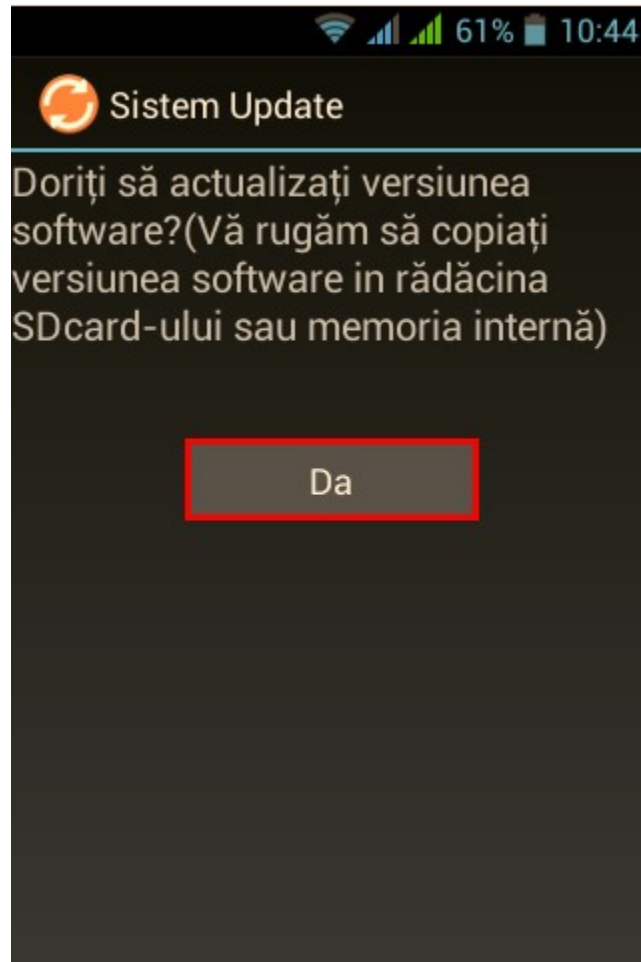 61% 10:44
Sistem Update
Doriți să actualizați versiunea
software?(Vă rugăm să copiați
versiunea software in rădăcina
SDcard-ului sau memoria internă)
Da